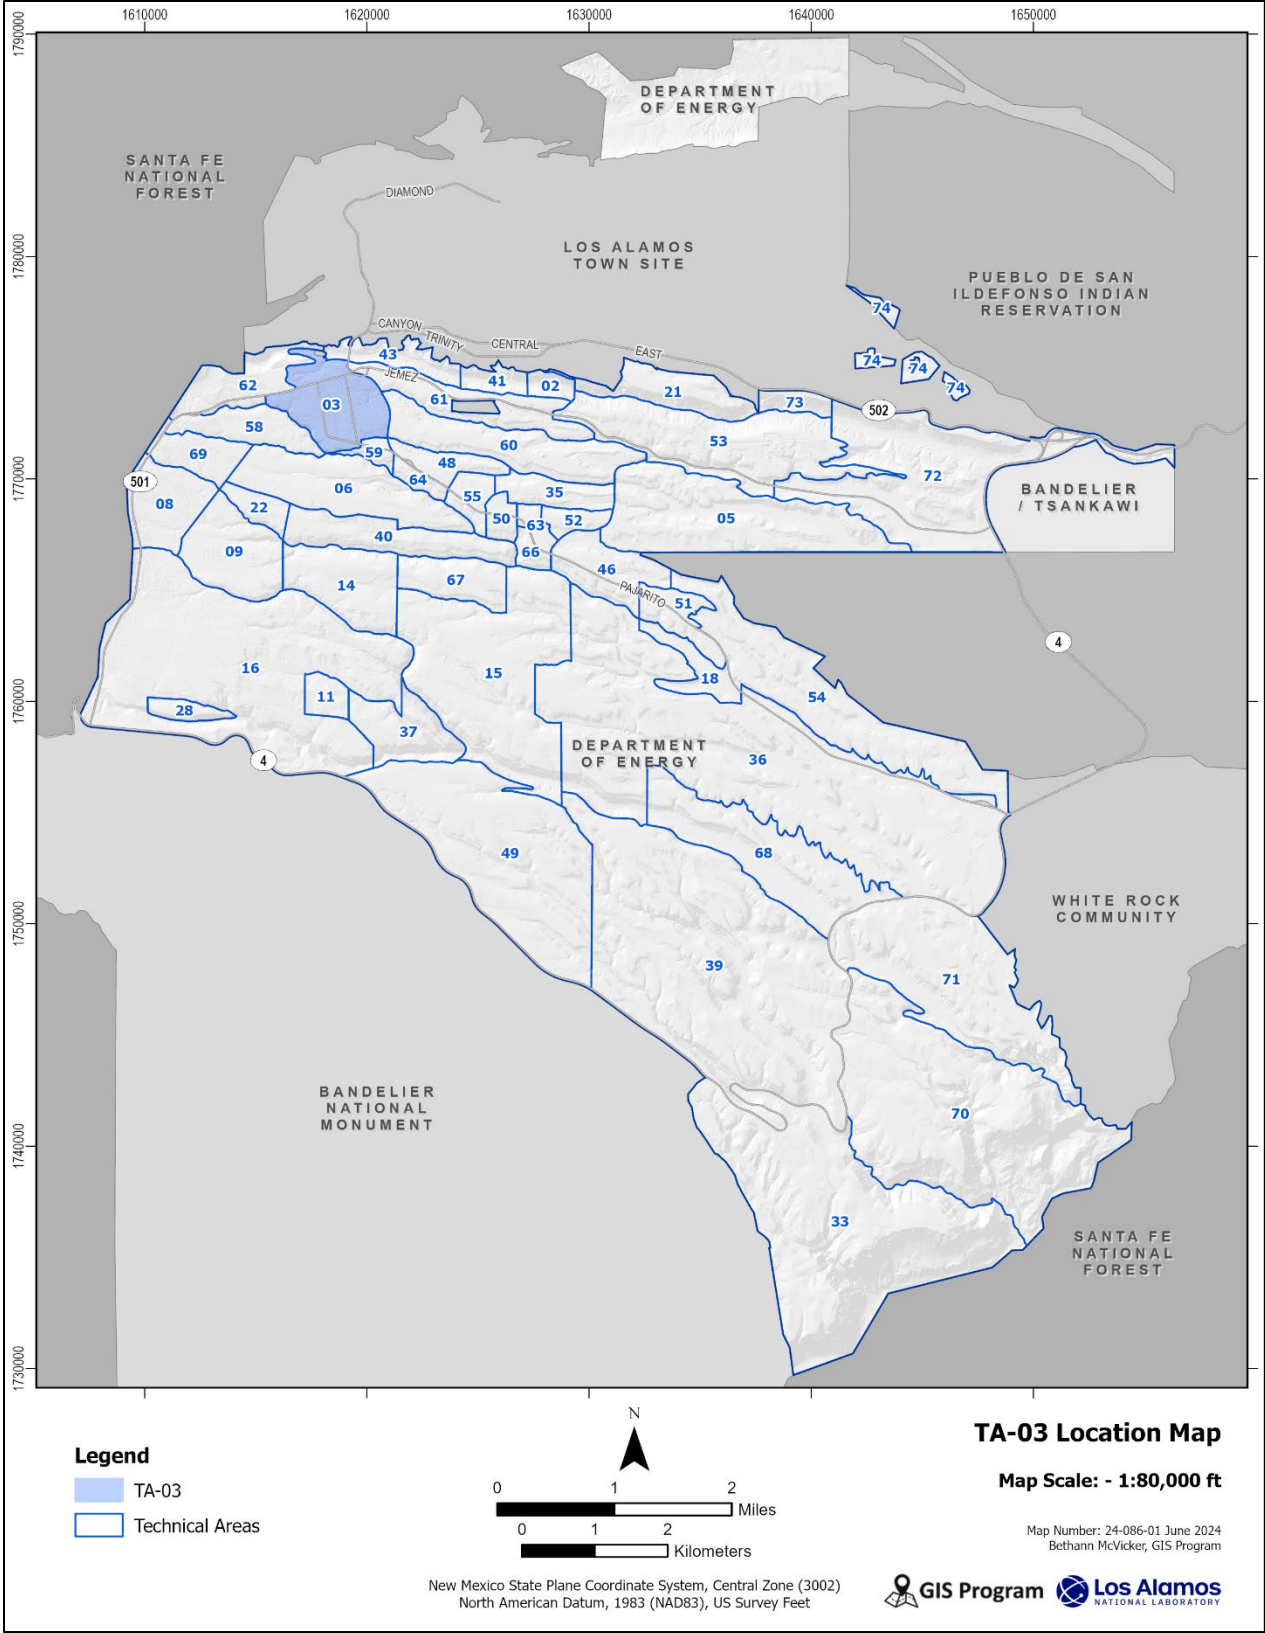 1610000
1620000
1630000
1640000
1650000
1790000
1780000
1770000
1760000
1750000
1740000
1730000
DEPARTMENT
OF ENERGY
SANTA FE
NATIONAL
FOREST
DIAMOND
LOS ALAMOS
TOWN SITE
PUEBLO DE SAN
ILDEFONSO INDIAN
RESERVATION
74
CANYON
TRINITY
CENTRAL
EAST
43
74
74
74
JEMEZ
62
41
02
21
03
61
73
502
58
53
59
60
69
48
72
501
64
06
55
35
BANDELIER
/ TSANKAWI
08
22
50
63
52
05
40
09
66
46
14
67
PAJARITO
51
4
16
15
18
11
54
28
37
DEPARTMENT
OF ENERGY
36
4
49
68
WHITE ROCK
COMMUNITY
39
71
BANDELIER
NATIONAL
MONUMENT
70
33
SANTA FE
NATIONAL
FOREST
N
TA-03 Location Map
Legend
TA-03
Technical Areas
0 1 2
Miles
0 1 2
Kilometers
Map Scale: - 1:80,000 ft
Map Number: 24-086-01 June 2024
Bethann McVicker, GIS Program
New Mexico State Plane Coordinate System, Central Zone (3002)
North American Datum, 1983 (NAD83), US Survey Feet
GIS Program
Los Alamos
NATIONAL LABORATORY